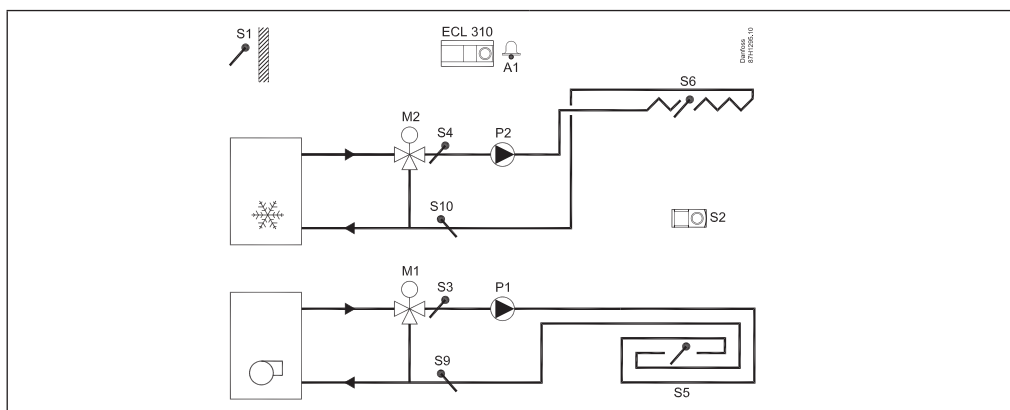 S1
ECL 310
A1
Danfoss
87H1295.10
S6
M2
S4
P2
S10
S2
M1
S3
P1
S9
S5